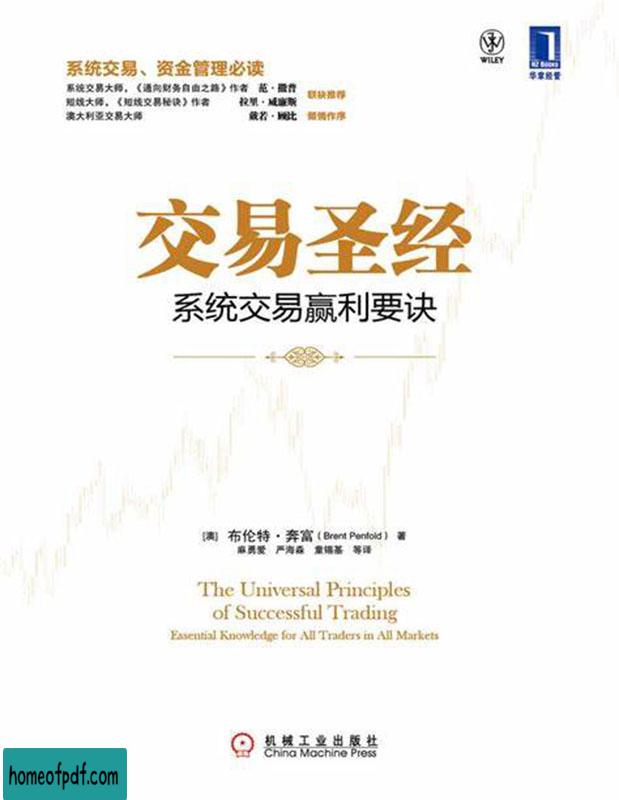 系统交易、资金管理必读
系统交易大师，《通向财务自由之路》作者 范·撒普
短线大师，《短线交易秘诀》作者 拉里·威廉斯
联袂推荐
澳大利亚交易大师 戴若·顾比 倾情作序
WILEY
HZ Books
华章经管
交易圣经
系统交易赢利要诀
[澳] 布伦特·奔富（Brent Penfold）著
麻勇爱 严海森 童锡基 等译
The Universal Principles
of Successful Trading
Essential Knowledge for All Traders in All Markets
机械工业出版社
China Machine Press
homeofpdf.com